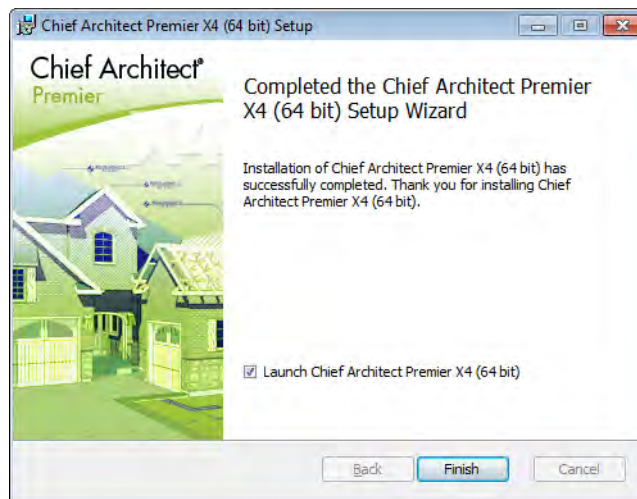 Chief Architect Premier X4 (64 bit) Setup
Chief Architect®
Premier
Completed the Chief Architect Premier
X4 (64 bit) Setup Wizard
Installation of Chief Architect Premier X4 (64 bit) has
successfully completed. Thank you for installing Chief
Architect Premier X4 (64 bit).
Launch Chief Architect Premier X4 (64 bit)
Back
Finish
Cancel